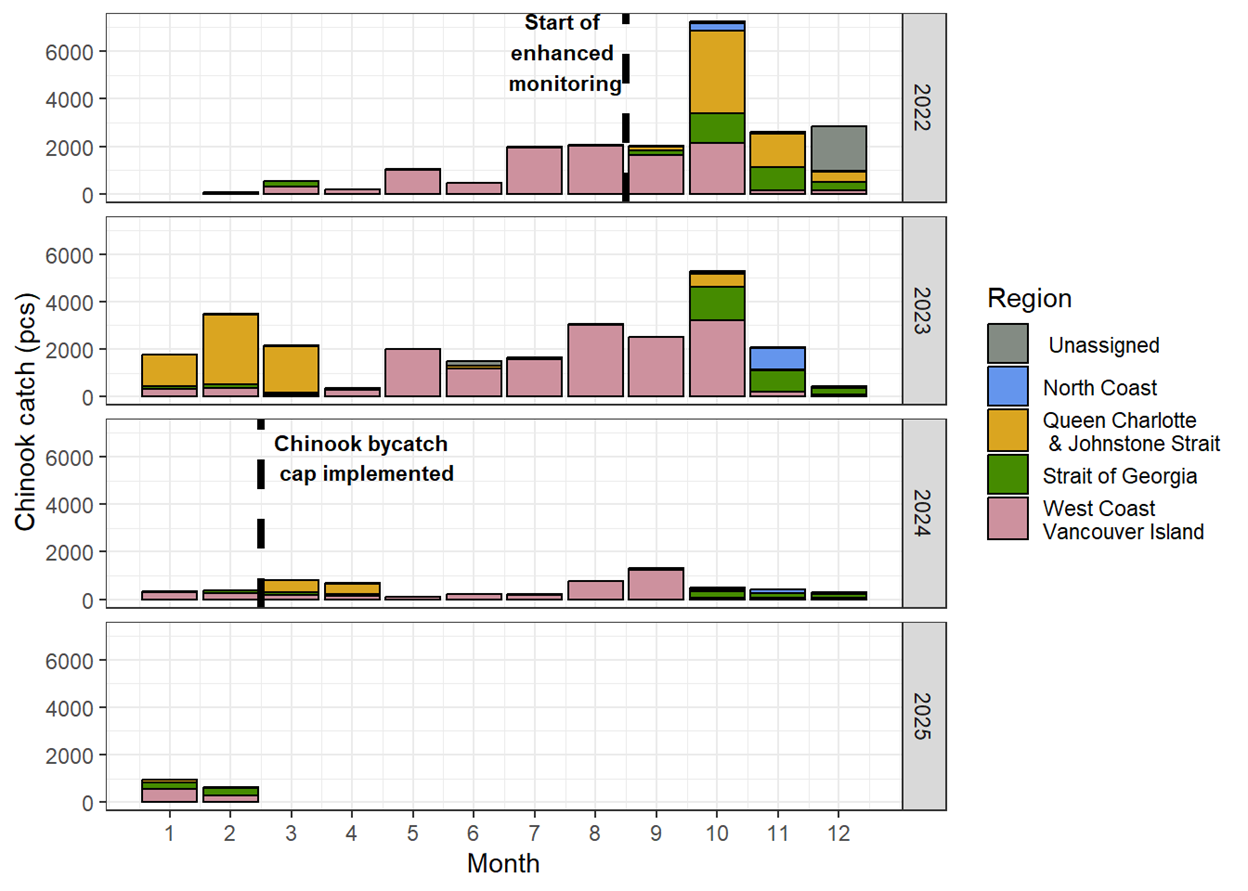 Start of
enhanced
monitoring
6000
4000
2000
0
2022
6000
4000
2000
0
2023
Chinook bycatch
cap implemented
6000
4000
2000
0
2024
6000
4000
2000
0
2025
1 2 3 4 5 6 7 8 9 10 11 12
Month
Chinook catch (pcs)
Region
Unassigned
North Coast
Queen Charlotte
& Johnstone Strait
Strait of Georgia
West Coast
Vancouver Island